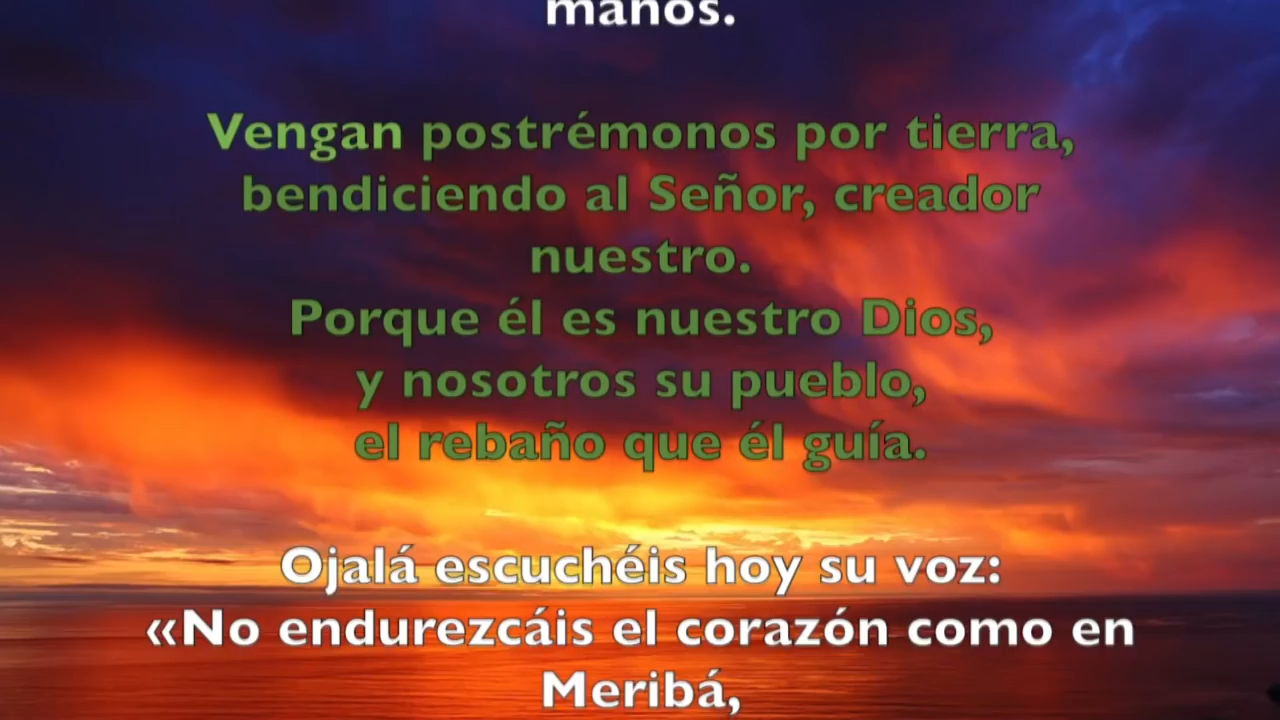 manos.
Vengan postrémonos por tierra,
bendiciendo al Señor, creador
nuestro.
Porque él es nuestro Dios,
y nosotros su pueblo,
el rebaño que él guía.
Ojalá escuchéis hoy su voz:
«No endurezcáis el corazón como en
Meribá,